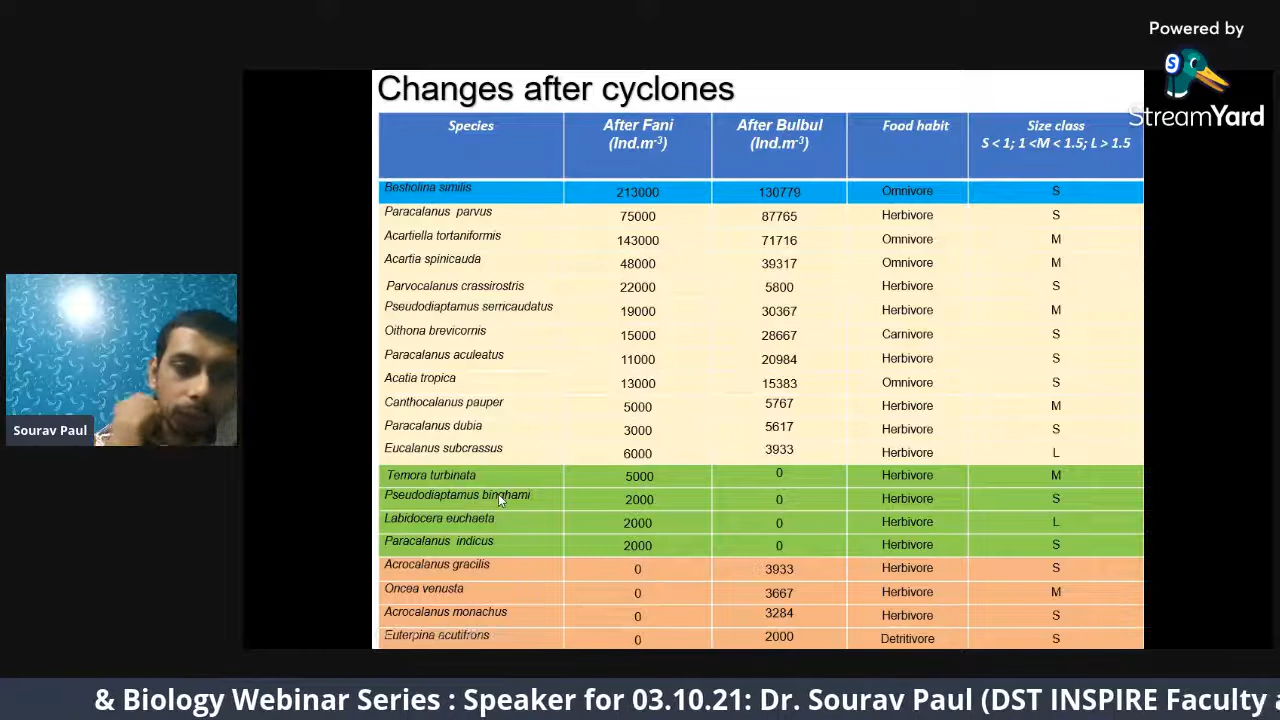 Powered by
StreamYard
Changes after cyclones
Species After Fani (Ind.m-3) After Bulbul (Ind.m-3) Food habit Size class S < 1; 1 <M < 1.5; L > 1.5
Bestiolina similis 213000 130779 Omnivore S
Paracalanus parvus 75000 87765 Herbivore S
Acartiella tortaniformis 143000 71716 Omnivore M
Acartia spinicauda 48000 39317 Omnivore M
Parvocalanus crassirostris 22000 5800 Herbivore S
Pseudodiaptamus serricaudatus 19000 30367 Herbivore M
Oithona brevicornis 15000 28667 Carnivore S
Paracalanus aculeatus 11000 20984 Herbivore S
Acatia tropica 13000 15383 Omnivore S
Canthocalanus pauper 5000 5767 Herbivore M
Paracalanus dubia 3000 5617 Herbivore S
Eucalanus subcrassus 6000 3933 Herbivore L
Temora turbinata 5000 0 Herbivore M
Pseudodiaptamus binghami 2000 0 Herbivore S
Labidocera euchaeta 2000 0 Herbivore L
Paracalanus indicus 2000 0 Herbivore S
Acrocalanus gracilis 0 3933 Herbivore S
Oncea venusta 0 3667 Herbivore M
Acrocalanus monachus 0 3284 Herbivore S
Euterpina acutifrons 0 2000 Detritivore S
Sourav Paul
& Biology Webinar Series : Speaker for 03.10.21: Dr. Sourav Paul (DST INSPIRE Faculty